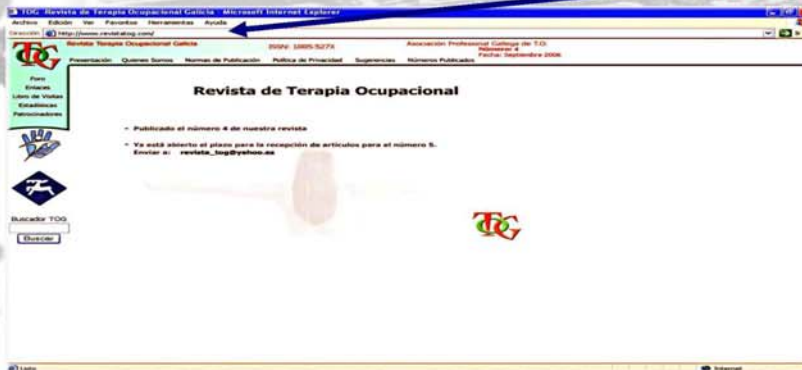 TOG Revista de Terapia Ocupacional Galicia - Microsoft Internet Explorer
Archivo Edición Ver Favoritos Herramientas Ayuda
Dirección http://www.revistatog.com/
TOG
Revista Terapia Ocupacional Galicia
Asociación Profesional Gallega de T.O.
Número: 4
Fecha: Septiembre 2006
Presentación Quienes Somos Normas de Publicación Política de Privacidad Sugerencias Números Publicados
Foro
Enlaces
Libro de Visitas
Estadísticas
Patrocinadores
Revista de Terapia Ocupacional
- Publicado el número 4 de nuestra revista
- Ya está abierto el plazo para la recepción de artículos para el número 5.
Enviar a: revista_tog@yahoo.es
TOG
Buscador TOG
Buscar
Listo
Internet